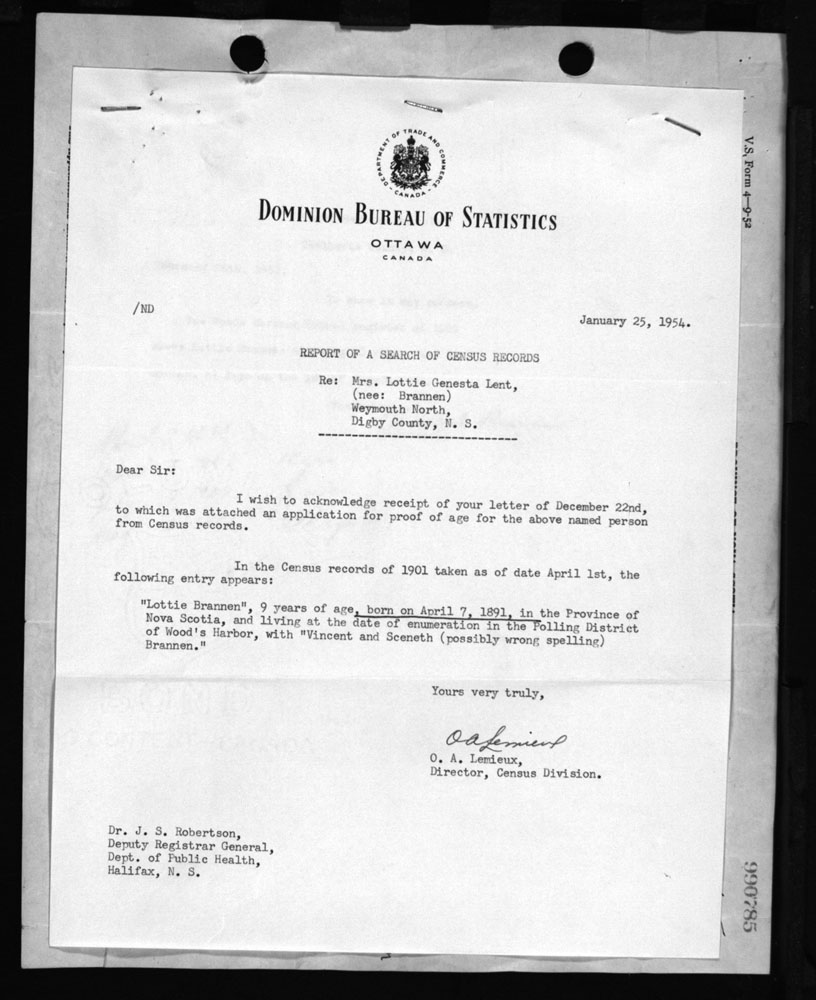 DEPARTMENT OF TRADE AND COMMERCE
CANADA
DOMINION BUREAU OF STATISTICS
OTTAWA
CANADA
V.S. Form 4—9-52
/ND
January 25, 1954.
REPORT OF A SEARCH OF CENSUS RECORDS
Re: Mrs. Lottie Genesta Lent,
(nee: Brannen)
Weymouth North,
Digby County, N. S.
Dear Sir:
I wish to acknowledge receipt of your letter of December 22nd,
to which was attached an application for proof of age for the above named person
from Census records.
In the Census records of 1901 taken as of date April 1st, the
following entry appears:
"Lottie Brannen", 9 years of age, born on April 7, 1891, in the Province of
Nova Scotia, and living at the date of enumeration in the Polling District
of Wood's Harbor, with "Vincent and Sceneth (possibly wrong spelling)
Brannen."
Yours very truly,
O A Lemieux
O. A. Lemieux,
Director, Census Division.
Dr. J. S. Robertson,
Deputy Registrar General,
Dept. of Public Health,
Halifax, N. S.
990785